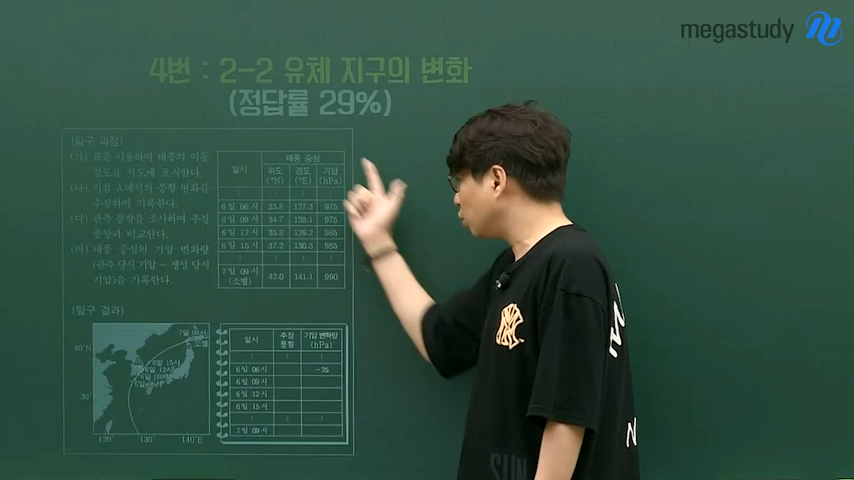 megastudy
4번 : 2-2 유체 지구의 변화
(정답률 29%)
[탐구 과정]
(가) 표를 이용하여 태풍의 이동 경로를 지도에 표시한다.
(나) 지점 A에서의 풍향 변화를 추정하여 기록한다.
(다) 관측 풍향을 조사하여 추정 풍향과 비교한다.
(라) 태풍 중심의 기압 변화량 (관측 당시 기압 - 생성 당시 기압)을 기록한다.
일시 태풍 중심
위도 (°N) 경도 (°E) 기압 (hPa)
6일 06시 33.8 127.3 975
6일 09시 34.7 128.1 975
6일 12시 35.8 129.2 985
6일 15시 37.2 130.5 985
7일 09시 (소멸) 42.0 141.1 990
[탐구 결과]
7일 09시
소멸
40°N
6일 15시
6일 12시
30°
120° 130° 140°E
일시 추정 풍향 기압 변화량 (hPa)
6일 06시 -25
6일 09시
6일 12시
6일 15시
7일 09시
NY
SUN